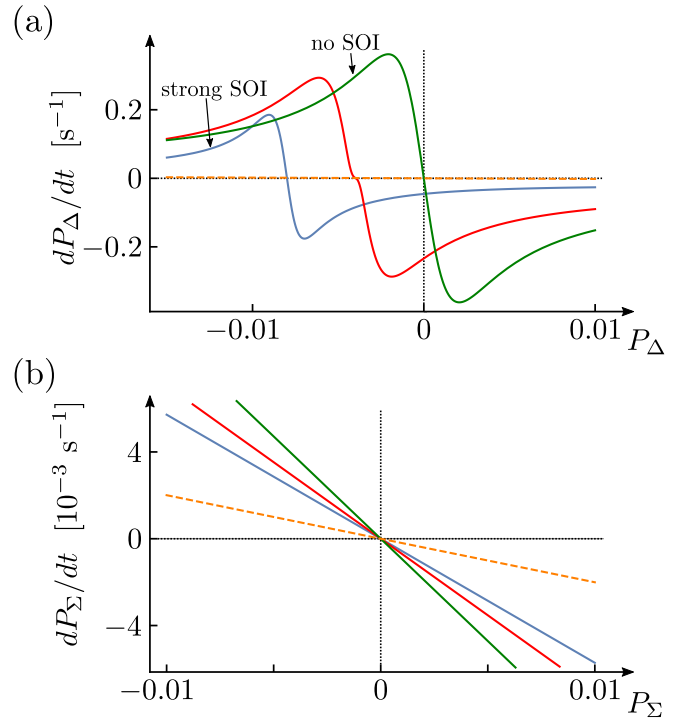 (a)
no SOI
strong SOI
dP_Δ/dt [s⁻¹]
0.2
0
−0.2
−0.01
0
0.01
P_Δ
(b)
dP_Σ/dt [10⁻³ s⁻¹]
4
0
−4
−0.01
0
0.01
P_Σ